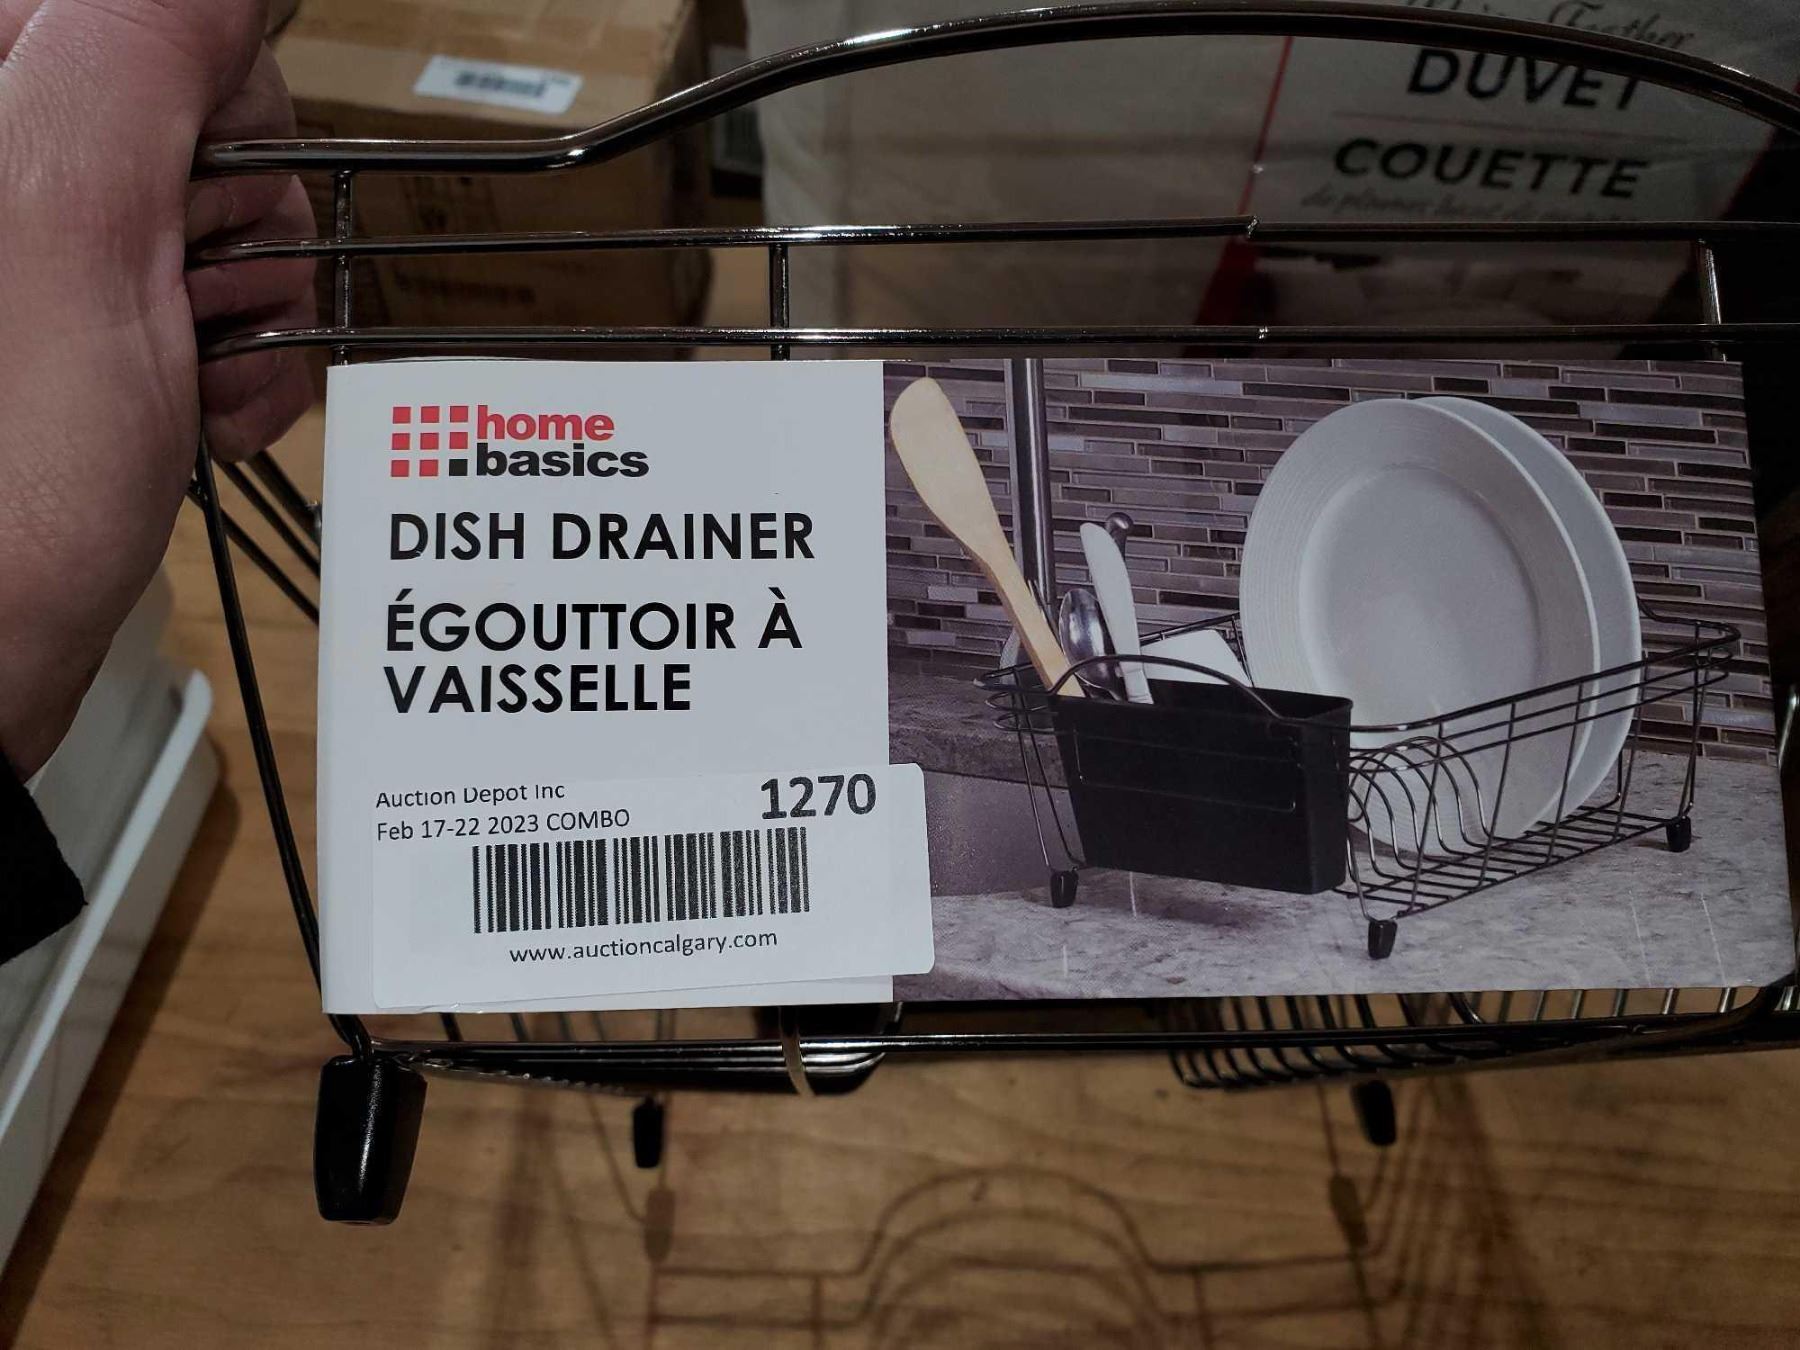 DUVET
COUETTE
home
basics
DISH DRAINER
ÉGOUTTOIR À
VAISSELLE
Auction Depot Inc
1270
Feb 17-22 2023 COMBO
www.auctioncalgary.com